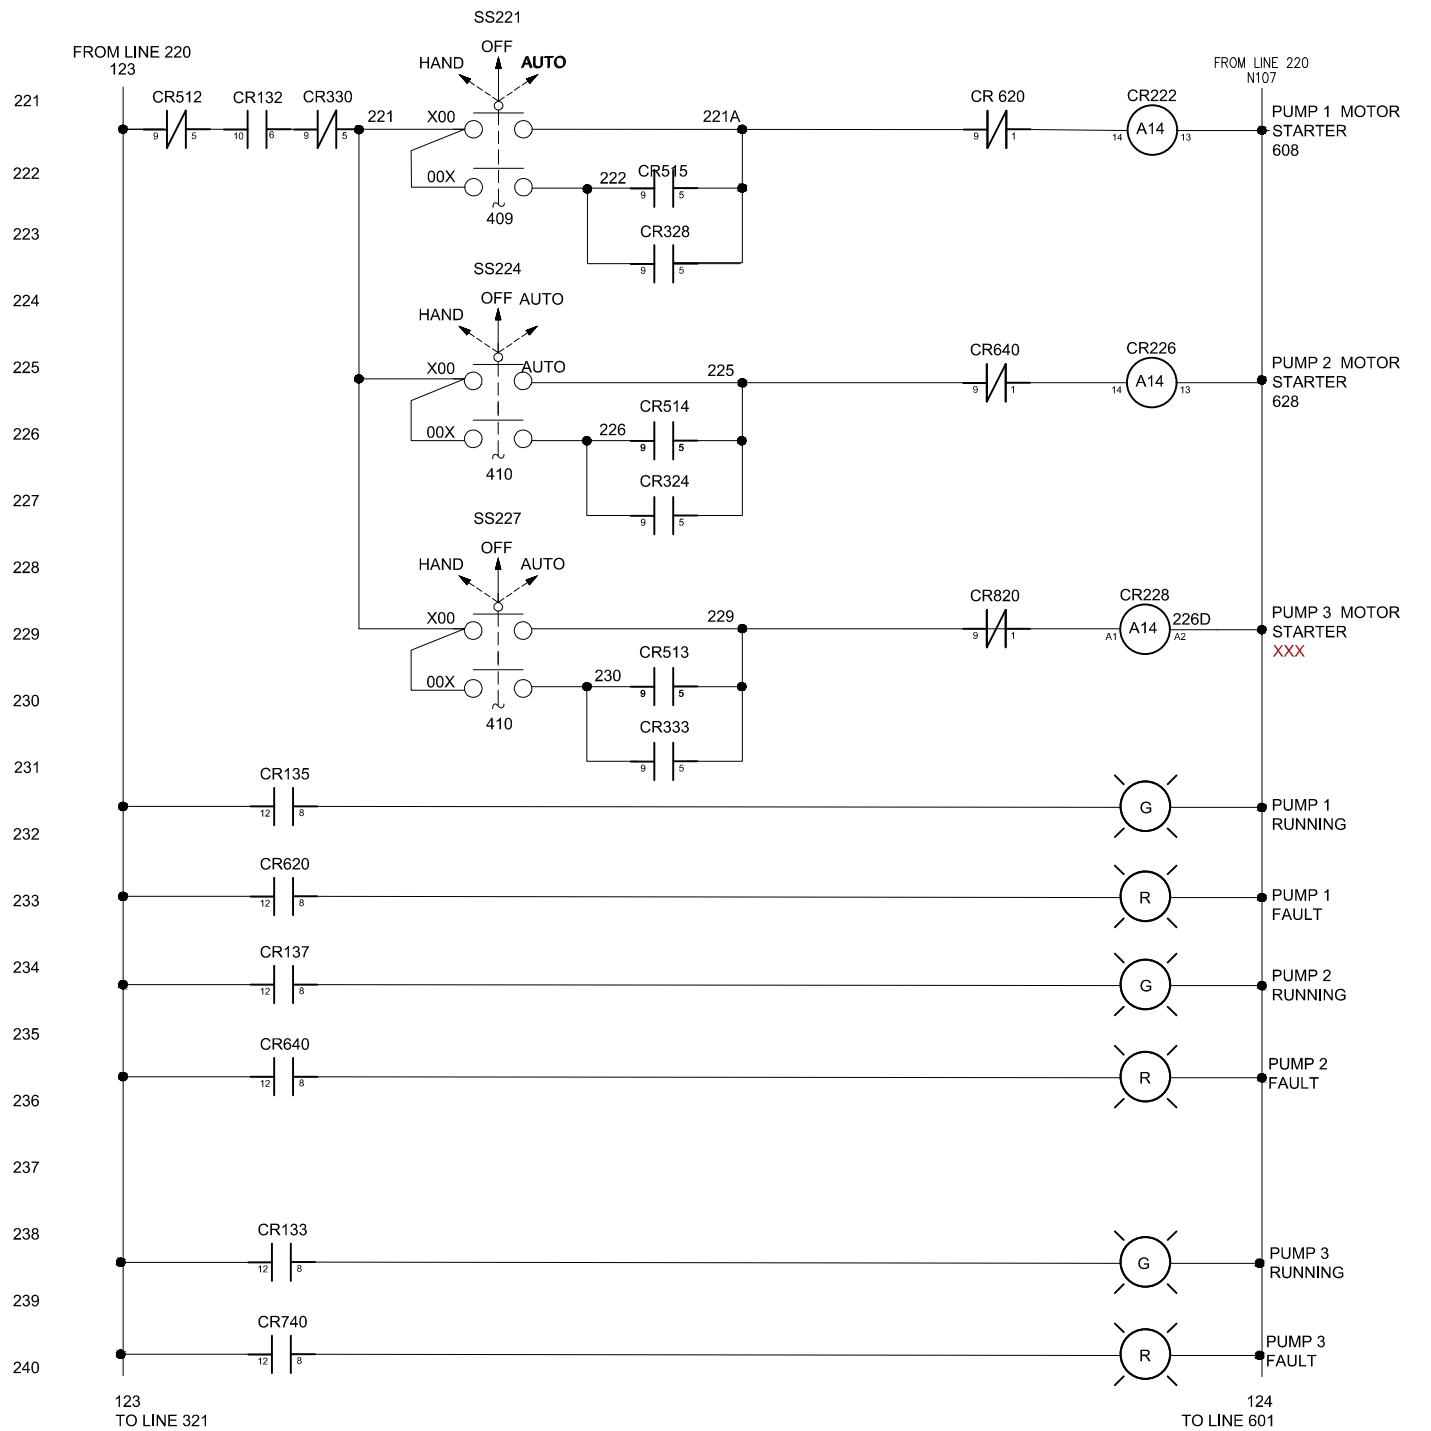 SS221
FROM LINE 220
123
HAND
OFF
AUTO
FROM LINE 220
N107
221
CR512
9 5
CR132
10 6
CR330
9 5
221
X00
221A
CR 620
9 1
CR222
14 A14 13
PUMP 1 MOTOR
STARTER
608
222
00X
409
222
CR515
9 5
223
CR328
9 5
SS224
224
HAND
OFF
AUTO
225
X00
AUTO
225
CR640
9 1
CR226
14 A14 13
PUMP 2 MOTOR
STARTER
628
226
00X
410
226
CR514
9 5
227
CR324
9 5
SS227
228
HAND
OFF
AUTO
229
X00
229
CR820
9 1
CR228
A1 A14 A2
226D
PUMP 3 MOTOR
STARTER
XXX
230
00X
410
230
CR513
9 5
CR333
9 5
231
CR135
12 8
G
PUMP 1
RUNNING
232
CR620
12 8
R
PUMP 1
FAULT
233
CR137
12 8
G
PUMP 2
RUNNING
234
235
CR640
12 8
R
PUMP 2
FAULT
236
237
238
CR133
12 8
G
PUMP 3
RUNNING
239
CR740
12 8
R
PUMP 3
FAULT
240
123
TO LINE 321
124
TO LINE 601